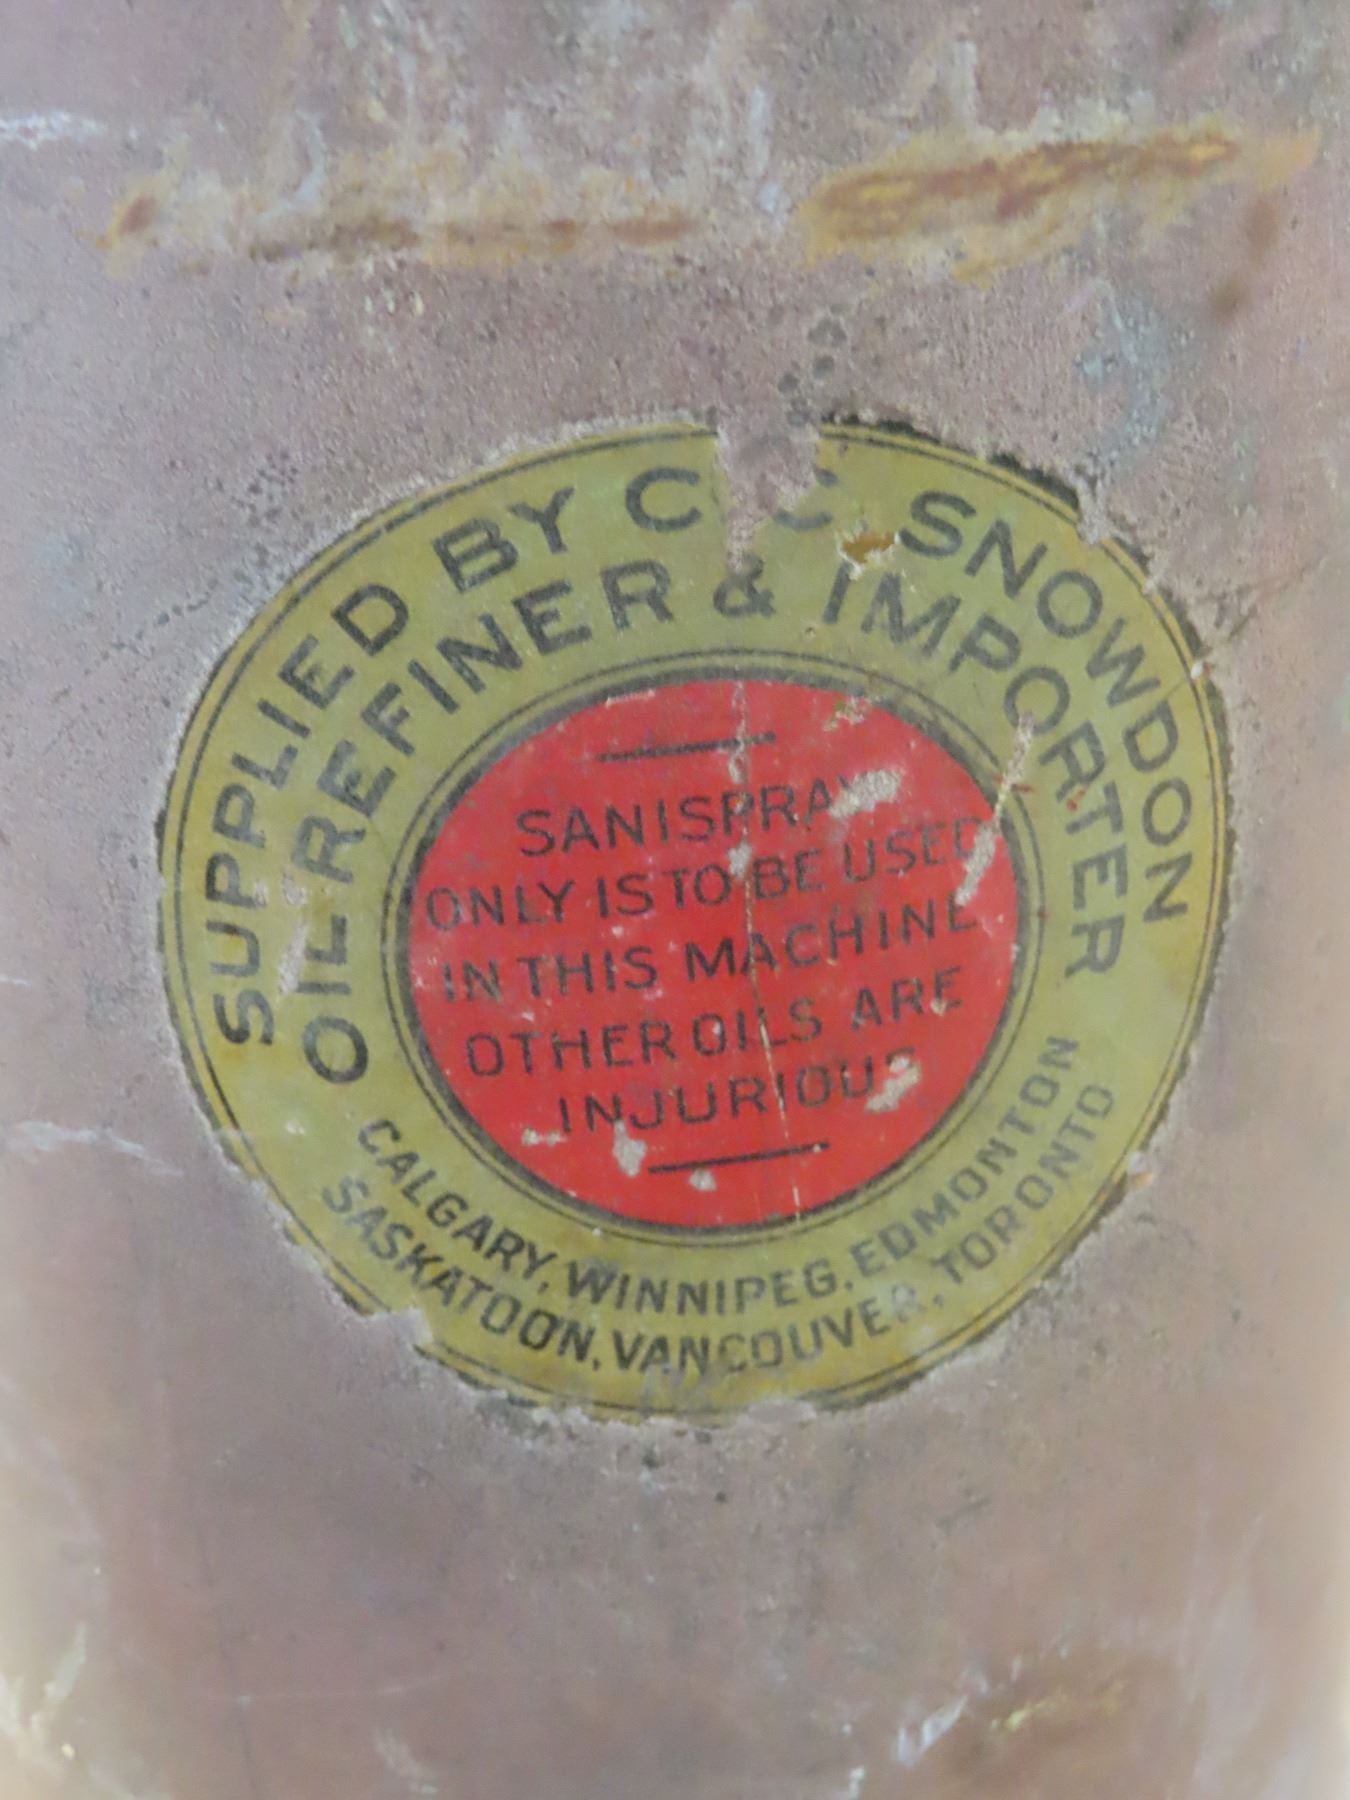 SUPPLIED BY C C SNOWDON
OIL REFINER & IMPORTER
SANISPRAY
ONLY IS TO BE USED
IN THIS MACHINE
OTHER OILS ARE
INJURIOUS
CALGARY, WINNIPEG, EDMONTON
SASKATOON, VANCOUVER, TORONTO